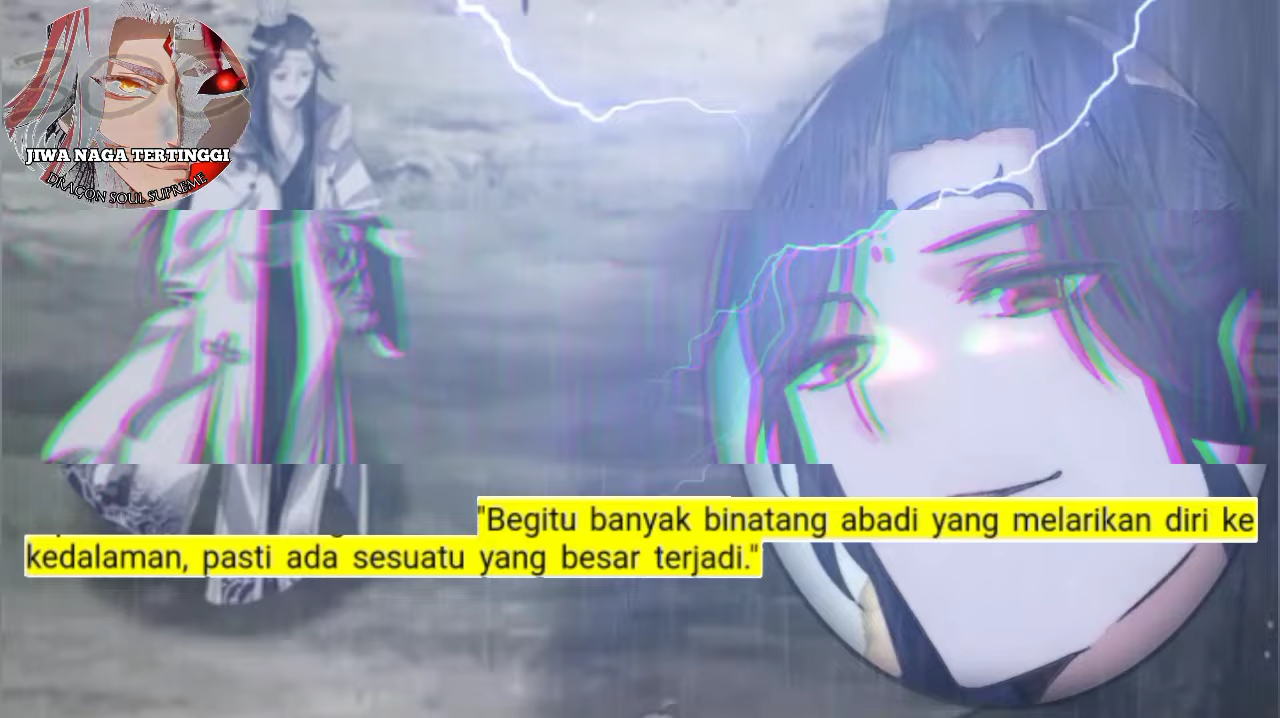 JIWA NAGA TERTINGGI
DRAGON SOUL SUPREME
"Begitu banyak binatang abadi yang melarikan diri ke
kedalaman, pasti ada sesuatu yang besar terjadi."